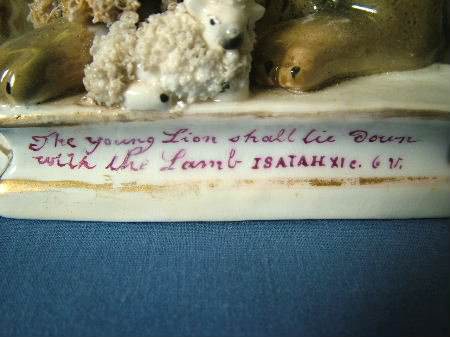 The young Lion shall lie down
with the Lamb ISAIAH XI c. 6 v.